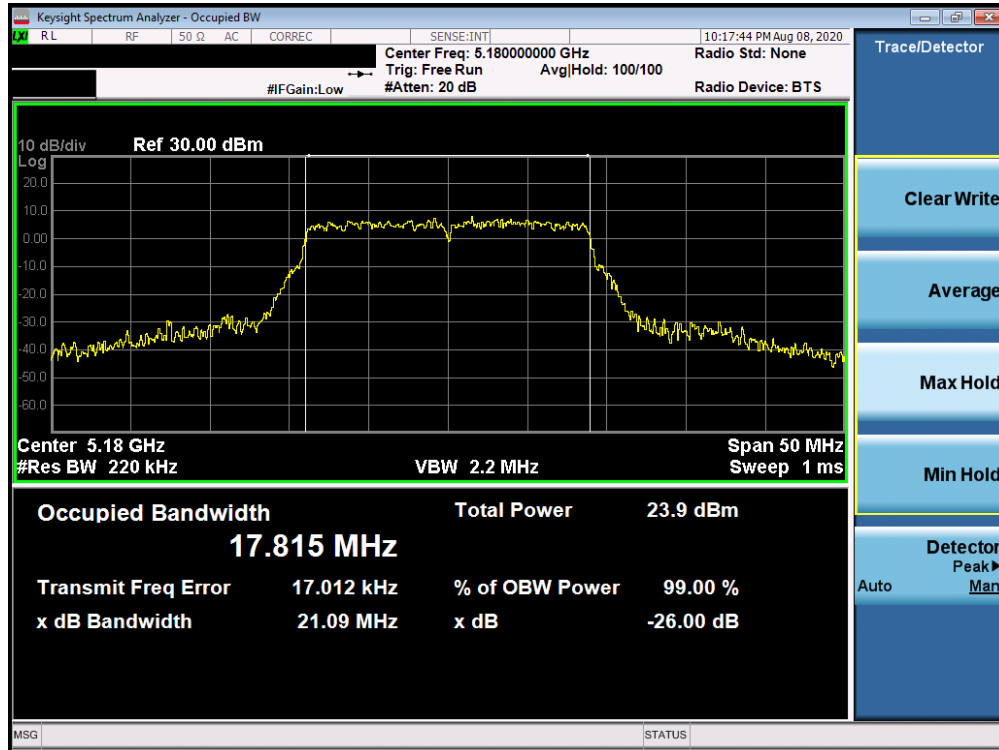 Keysight Spectrum Analyzer - Occupied BW
LXI RL RF 50 Ω AC CORREC SENSE:INT 10:17:44 PM Aug 08, 2020
Center Freq: 5.180000000 GHz Radio Std: None
Trig: Free Run Avg|Hold: 100/100
#IFGain:Low #Atten: 20 dB Radio Device: BTS
Trace/Detector
10 dB/div Ref 30.00 dBm
Log
20.0
10.0
0.00
-10.0
-20.0
-30.0
-40.0
-50.0
-60.0
Center 5.18 GHz Span 50 MHz
#Res BW 220 kHz VBW 2.2 MHz Sweep 1 ms
Occupied Bandwidth Total Power 23.9 dBm
17.815 MHz
Transmit Freq Error 17.012 kHz % of OBW Power 99.00 %
x dB Bandwidth 21.09 MHz x dB -26.00 dB
Clear Write
Average
Max Hold
Min Hold
Detector
Peak▶
Auto Man
MSG STATUS